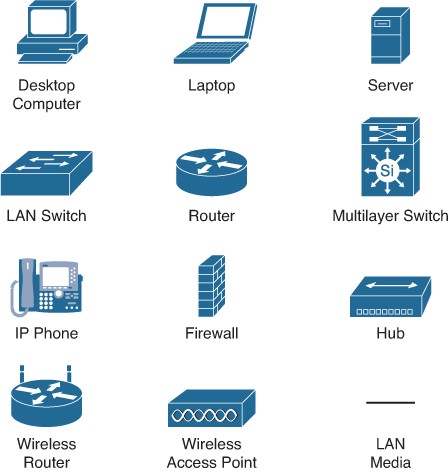 Desktop
Computer
Laptop
Server
LAN Switch
Router
Si
Multilayer Switch
IP Phone
Firewall
Hub
Wireless
Router
Wireless
Access Point
LAN
Media